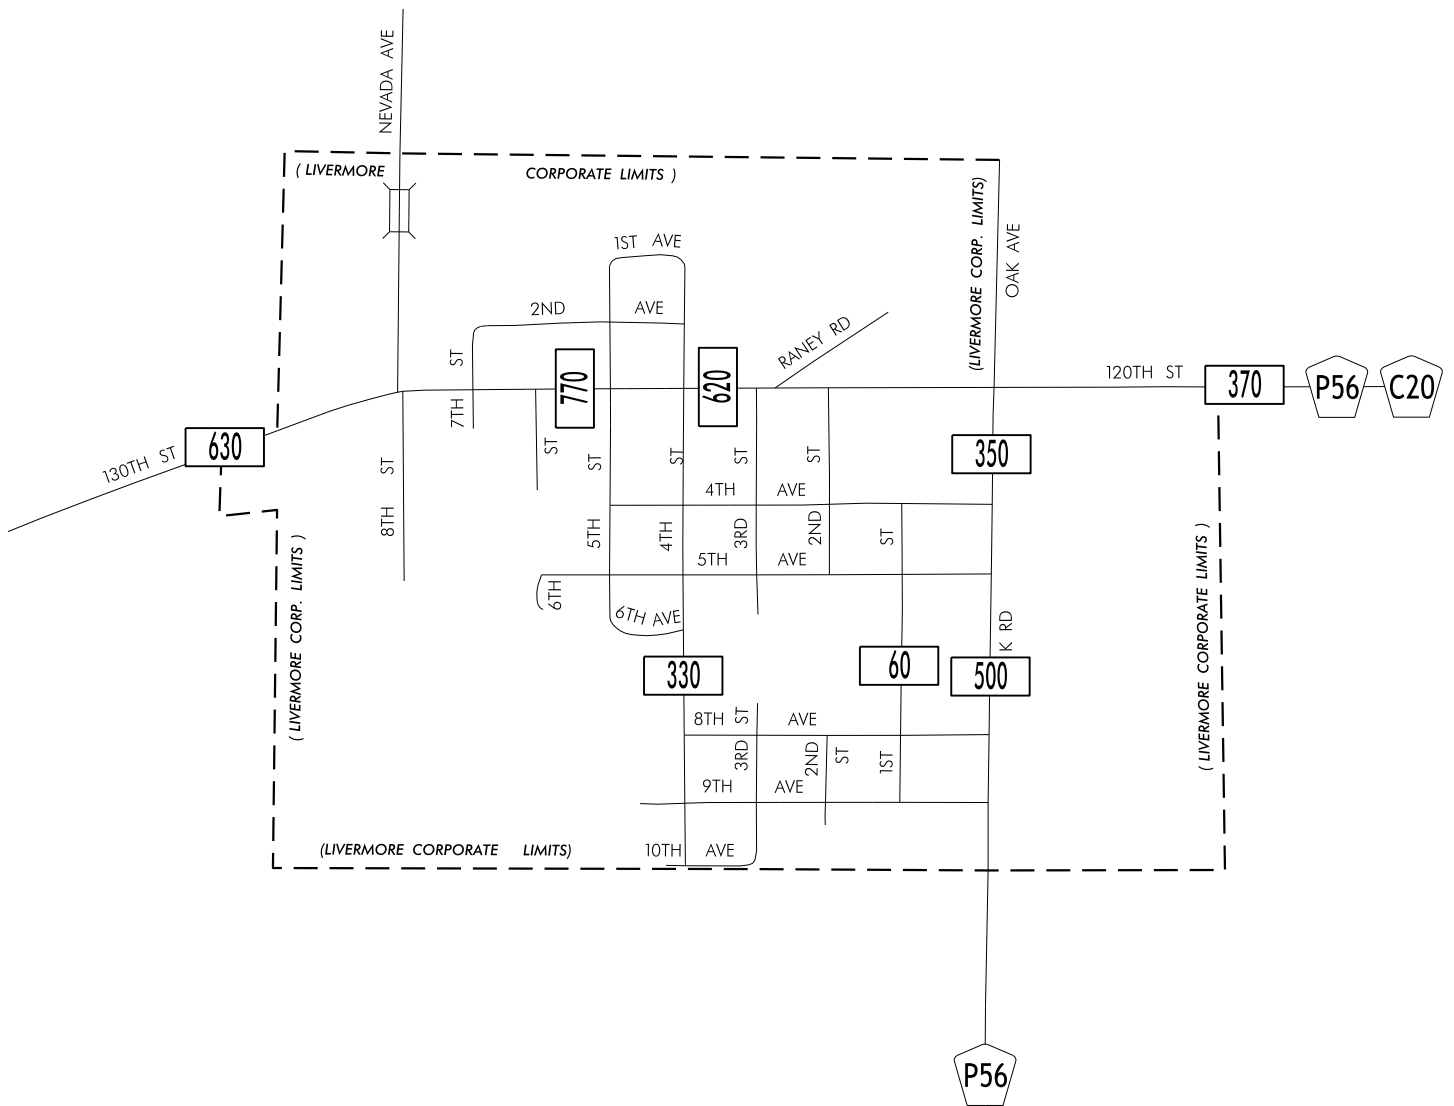 NEVADA AVE
( LIVERMORE CORPORATE LIMITS )
(LIVERMORE CORP. LIMITS)
OAK AVE
1ST AVE
2ND AVE
RANEY RD
7TH ST
770
620
120TH ST
370
P56
C20
630
130TH ST
8TH ST
ST
5TH ST
4TH ST
3RD ST
2ND ST
350
4TH AVE
ST
5TH AVE
6TH
6TH AVE
( LIVERMORE CORP. LIMITS )
( LIVERMORE CORPORATE LIMITS )
K RD
330
60
500
8TH AVE
3RD ST
2ND ST
1ST
9TH AVE
10TH AVE
(LIVERMORE CORPORATE LIMITS)
P56